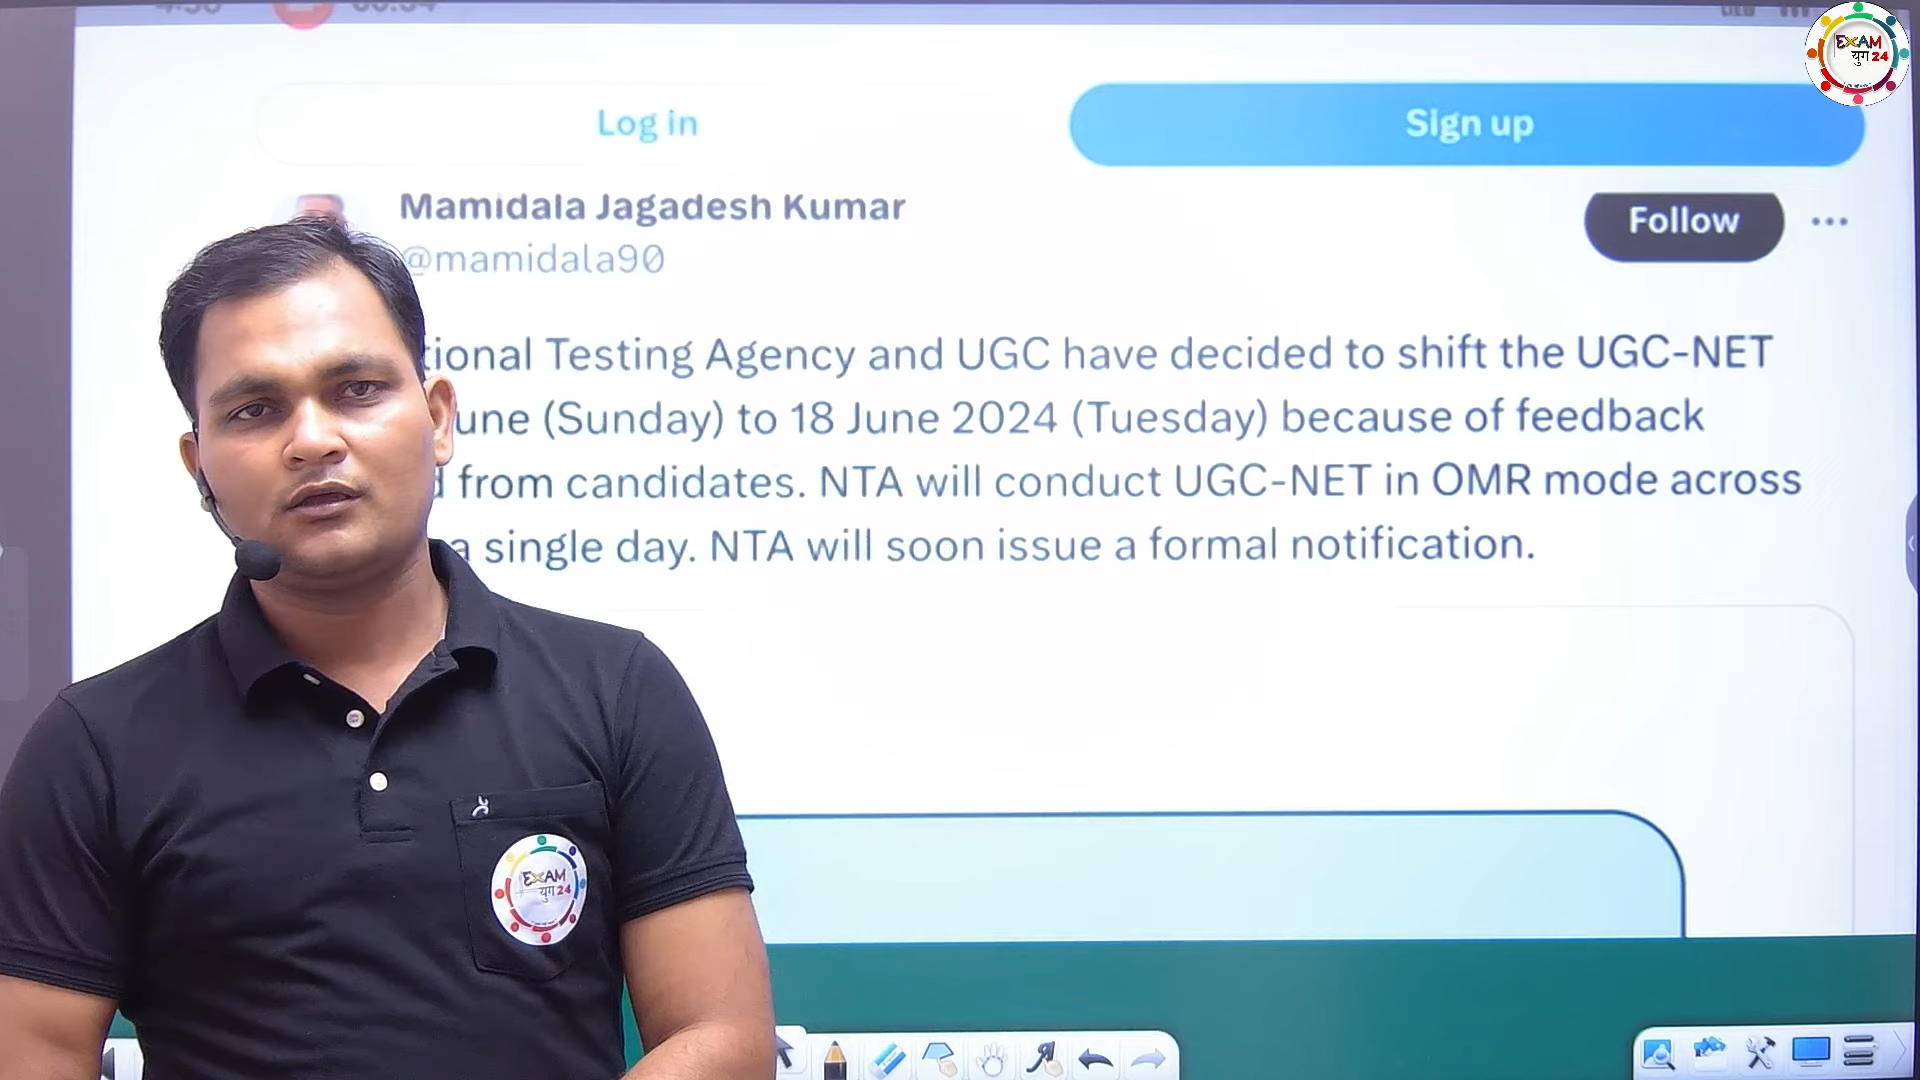 EXAM
युग 24
Log in
Sign up
Mamidala Jagadesh Kumar
Follow
@mamidala90
tional Testing Agency and UGC have decided to shift the UGC-NET
une (Sunday) to 18 June 2024 (Tuesday) because of feedback
d from candidates. NTA will conduct UGC-NET in OMR mode across
a single day. NTA will soon issue a formal notification.
EXAM
युग 24